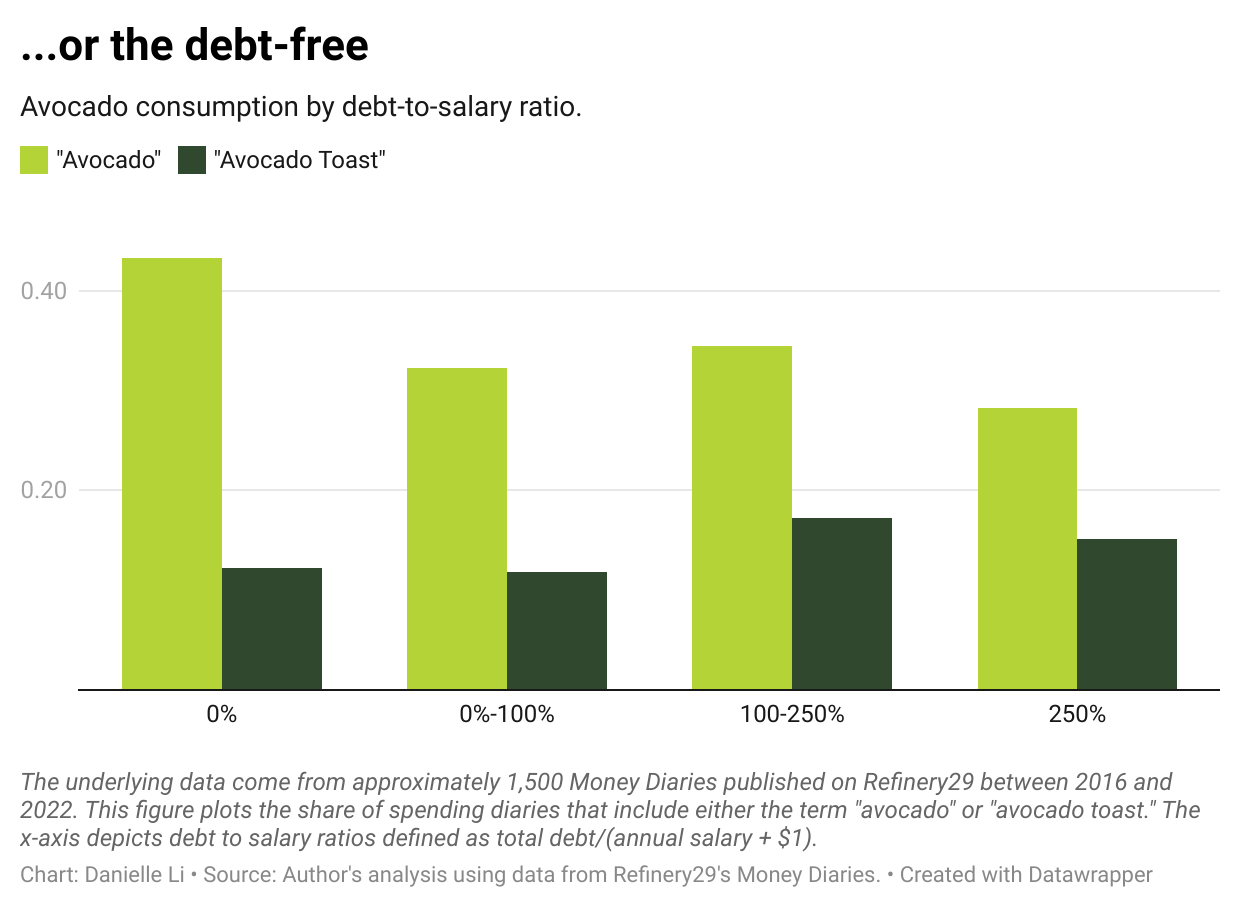 ...or the debt-free
Avocado consumption by debt-to-salary ratio.
"Avocado" "Avocado Toast"
0.40
0.20
0% 0%-100% 100-250% 250%
The underlying data come from approximately 1,500 Money Diaries published on Refinery29 between 2016 and
2022. This figure plots the share of spending diaries that include either the term "avocado" or "avocado toast." The
x-axis depicts debt to salary ratios defined as total debt/(annual salary + $1).
Chart: Danielle Li • Source: Author's analysis using data from Refinery29's Money Diaries. • Created with Datawrapper